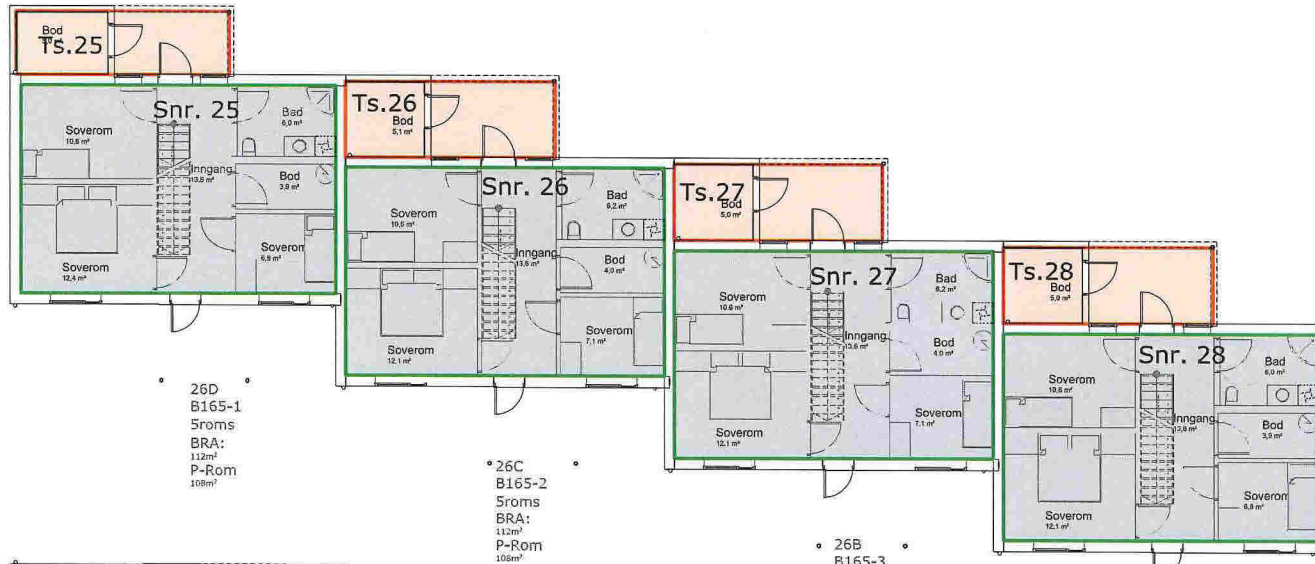 Bod
Ts.25
Snr. 25
Soverom
10,6 m²
Bad
6,0 m²
Inngang
13,6 m²
Bod
3,9 m²
Soverom
6,9 m²
Soverom
12,4 m²
26D
B165-1
5roms
BRA:
112m²
P-Rom
108m²
Ts.26
Bod
5,1 m²
Snr. 26
Soverom
10,5 m²
Bad
6,2 m²
Inngang
13,6 m²
Bod
4,0 m²
Soverom
7,1 m²
Soverom
12,1 m²
26C
B165-2
5roms
BRA:
112m²
P-Rom
108m²
Ts.27
Bod
5,0 m²
Snr. 27
Soverom
10,6 m²
Bad
6,2 m²
Inngang
13,6 m²
Bod
4,0 m²
Soverom
7,1 m²
Soverom
12,1 m²
26B
B165-3
Ts.28
Bod
5,0 m²
Snr. 28
Soverom
10,6 m²
Bad
6,0 m²
Inngang
13,8 m²
Bod
3,9 m²
Soverom
6,9 m²
Soverom
12,1 m²